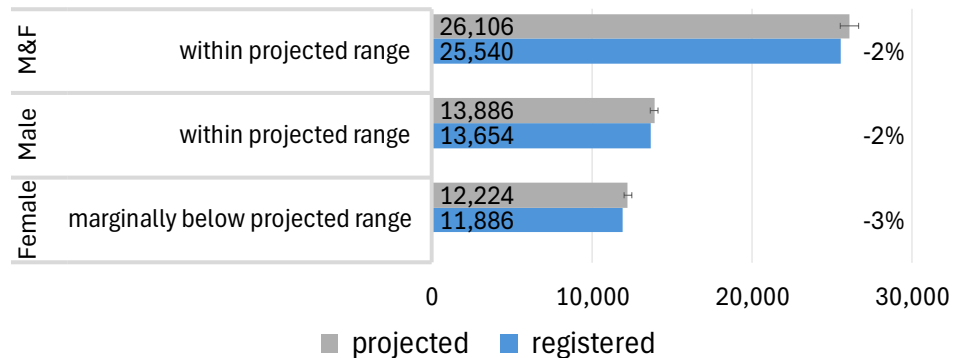 M&F
within projected range
26,106
25,540
-2%
Male
within projected range
13,886
13,654
-2%
Female
marginally below projected range
12,224
11,886
-3%
0 10,000 20,000 30,000
projected registered